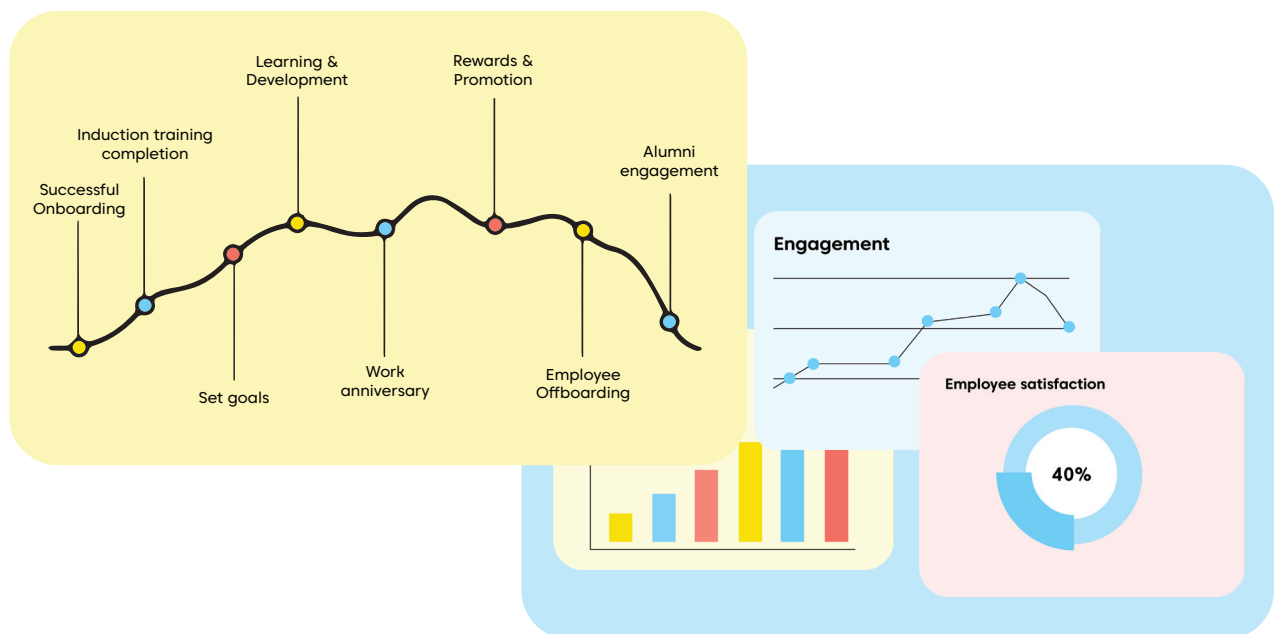 Learning &
Development
Rewards &
Promotion
Induction training
completion
Alumni
engagement
Successful
Onboarding
Set goals
Work
anniversary
Employee
Offboarding
Engagement
Employee satisfaction
40%